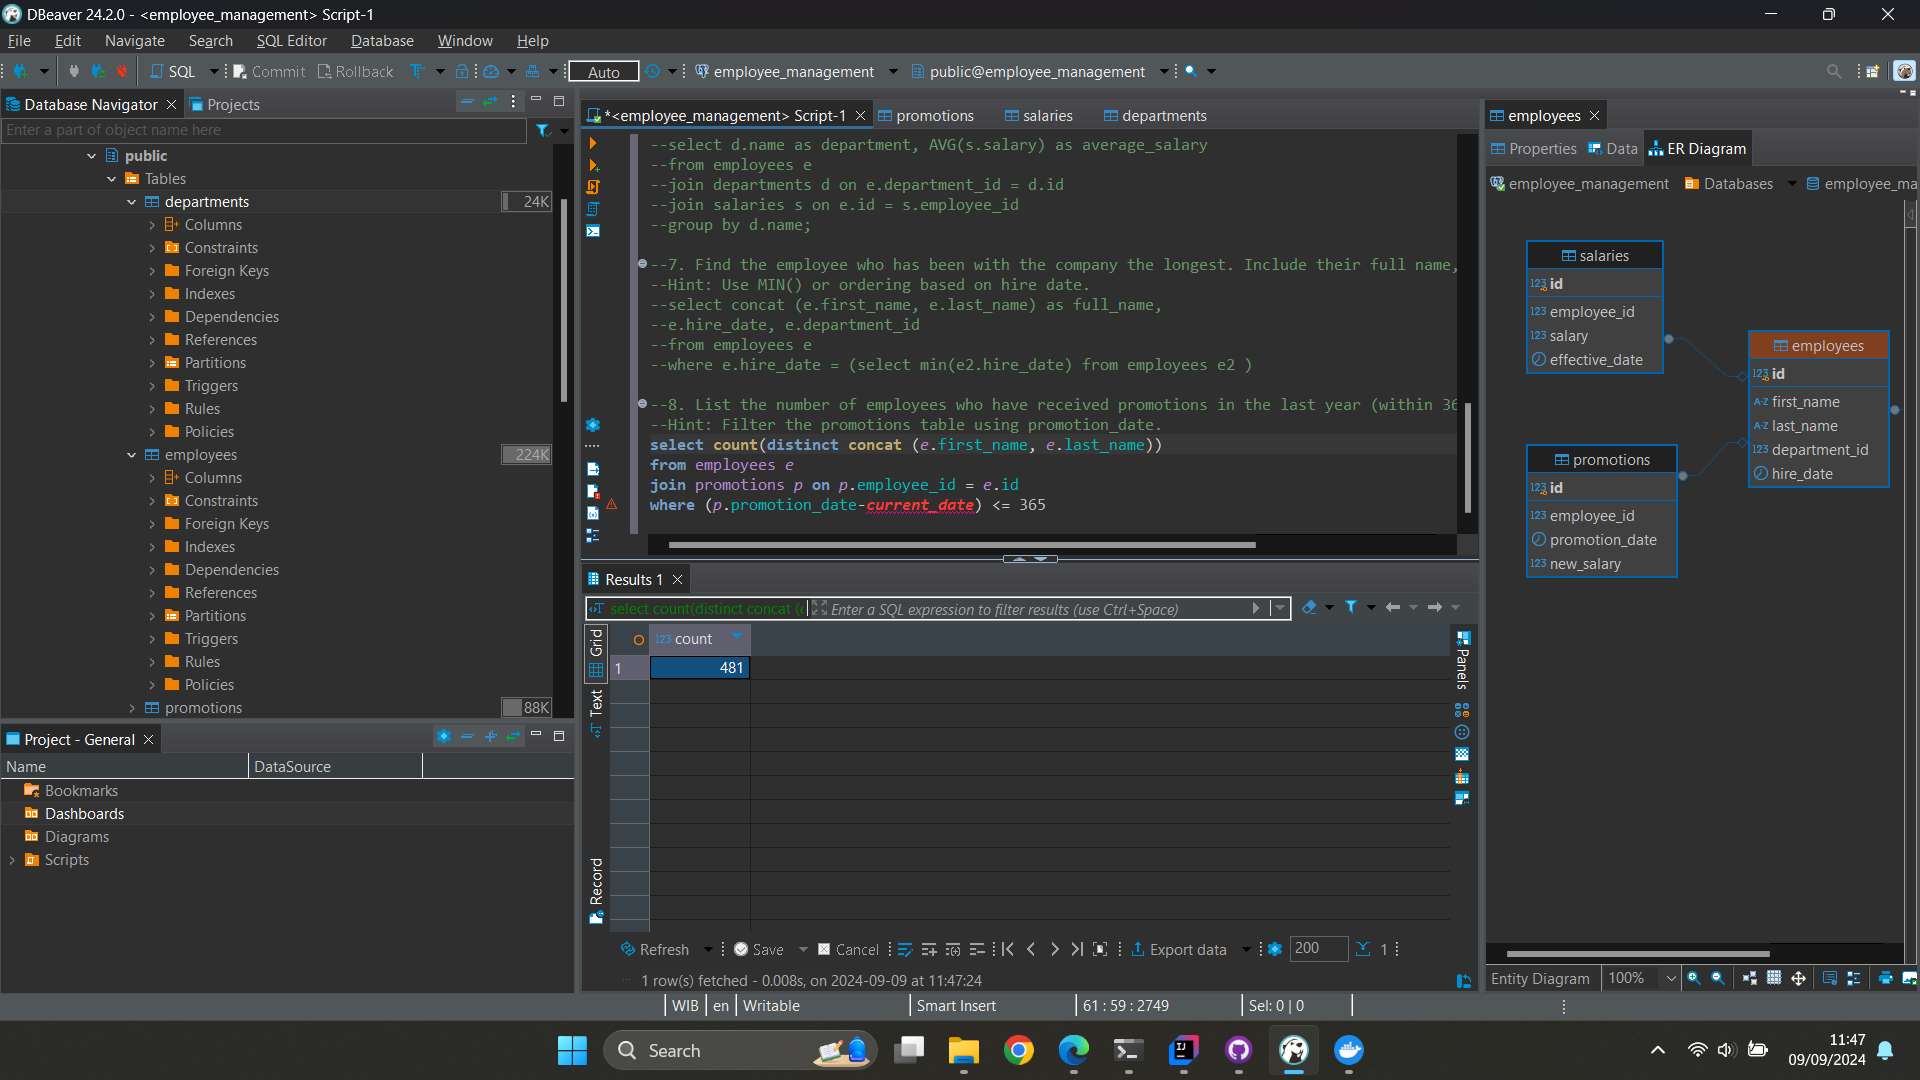 DBeaver 24.2.0 - <employee_management> Script-1
File Edit Navigate Search SQL Editor Database Window Help
SQL Commit Rollback Auto employee_management public@employee_management
Database Navigator Projects
Enter a part of object name here
public
Tables
departments 24K
Columns
Constraints
Foreign Keys
Indexes
Dependencies
References
Partitions
Triggers
Rules
Policies
employees 224K
Columns
Constraints
Foreign Keys
Indexes
Dependencies
References
Partitions
Triggers
Rules
Policies
promotions 88K
Project - General
Name DataSource
Bookmarks
Dashboards
Diagrams
Scripts
*<employee_management> Script-1 promotions salaries departments
--select d.name as department, AVG(s.salary) as average_salary
--from employees e
--join departments d on e.department_id = d.id
--join salaries s on e.id = s.employee_id
--group by d.name;
--7. Find the employee who has been with the company the longest. Include their full name,
--Hint: Use MIN() or ordering based on hire date.
--select concat (e.first_name, e.last_name) as full_name,
--e.hire_date, e.department_id
--from employees e
--where e.hire_date = (select min(e2.hire_date) from employees e2 )
--8. List the number of employees who have received promotions in the last year (within 36
--Hint: Filter the promotions table using promotion_date.
select count(distinct concat (e.first_name, e.last_name))
from employees e
join promotions p on p.employee_id = e.id
where (p.promotion_date-current_date) <= 365
Results 1
select count(distinct concat (e Enter a SQL expression to filter results (use Ctrl+Space)
Grid
Text
Record
123 count
1 481
Panels
Refresh Save Cancel Export data 200 1
1 row(s) fetched - 0.008s, on 2024-09-09 at 11:47:24
employees
Properties Data ER Diagram
employee_management Databases employee_ma
salaries
123 id
123 employee_id
123 salary
effective_date
employees
123 id
A-Z first_name
A-Z last_name
123 department_id
hire_date
promotions
123 id
123 employee_id
promotion_date
123 new_salary
Entity Diagram 100%
WIB en Writable Smart Insert 61 : 59 : 2749 Sel: 0 | 0
Search
11:47
09/09/2024